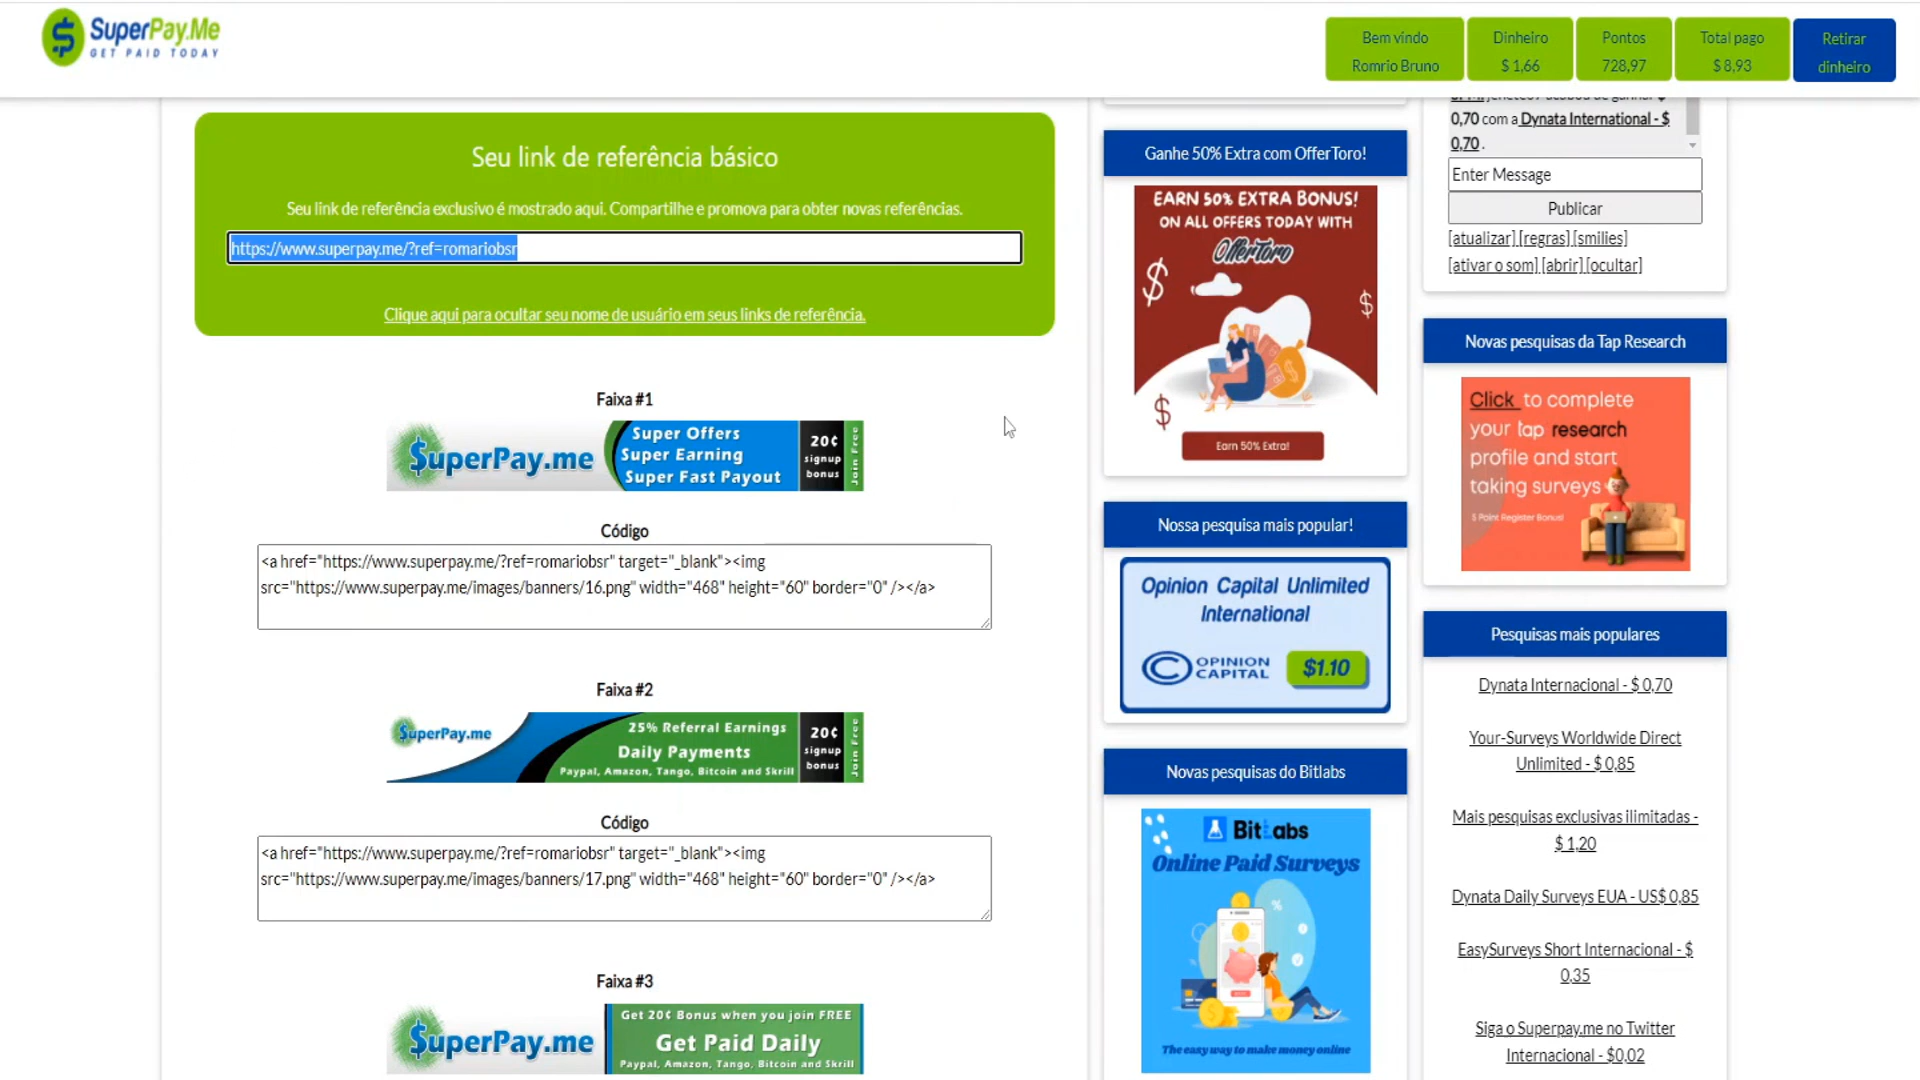 SuperPay.Me
GET PAID TODAY
Bem vindo
Romrio Bruno
Dinheiro
$ 1,66
Pontos
728,97
Total pago
$ 8,93
Retirar
dinheiro
Seu link de referência básico
Seu link de referência exclusivo é mostrado aqui. Compartilhe e promova para obter novas referências.
https://www.superpay.me/?ref=romariobsr
Clique aqui para ocultar seu nome de usuário em seus links de referência.
Faixa #1
$uperPay.me
Super Offers
Super Earning
Super Fast Payout
20¢
signup
bonus
Join Free
Código
<a href="https://www.superpay.me/?ref=romariobsr" target="_blank"><img
src="https://www.superpay.me/images/banners/16.png" width="468" height="60" border="0" /></a>
Faixa #2
$uperPay.me
25% Referral Earnings
Daily Payments
Paypal, Amazon, Tango, Bitcoin and Skrill
20¢
signup
bonus
Join Free
Código
<a href="https://www.superpay.me/?ref=romariobsr" target="_blank"><img
src="https://www.superpay.me/images/banners/17.png" width="468" height="60" border="0" /></a>
Faixa #3
$uperPay.me
Get 20¢ Bonus when you join FREE
Get Paid Daily
Paypal, Amazon, Tango, Bitcoin and Skrill
Ganhe 50% Extra com OfferToro!
EARN 50% EXTRA BONUS!
ON ALL OFFERS TODAY WITH
OfferToro
Earn 50% Extra!
Nossa pesquisa mais popular!
Opinion Capital Unlimited
International
OPINION
CAPITAL
$1.10
Novas pesquisas do Bitlabs
BitLabs
Online Paid Surveys
The easy way to make money online
0,70 com a Dynata International - $
0,70 .
Enter Message
Publicar
[atualizar] [regras] [smilies]
[ativar o som] [abrir] [ocultar]
Novas pesquisas da Tap Research
Click to complete
your tap research
profile and start
taking surveys
5 Point Register Bonus!
Pesquisas mais populares
Dynata Internacional - $ 0,70
Your-Surveys Worldwide Direct
Unlimited - $ 0,85
Mais pesquisas exclusivas ilimitadas -
$ 1,20
Dynata Daily Surveys EUA - US$ 0,85
EasySurveys Short Internacional - $
0,35
Siga o Superpay.me no Twitter
Internacional - $0,02